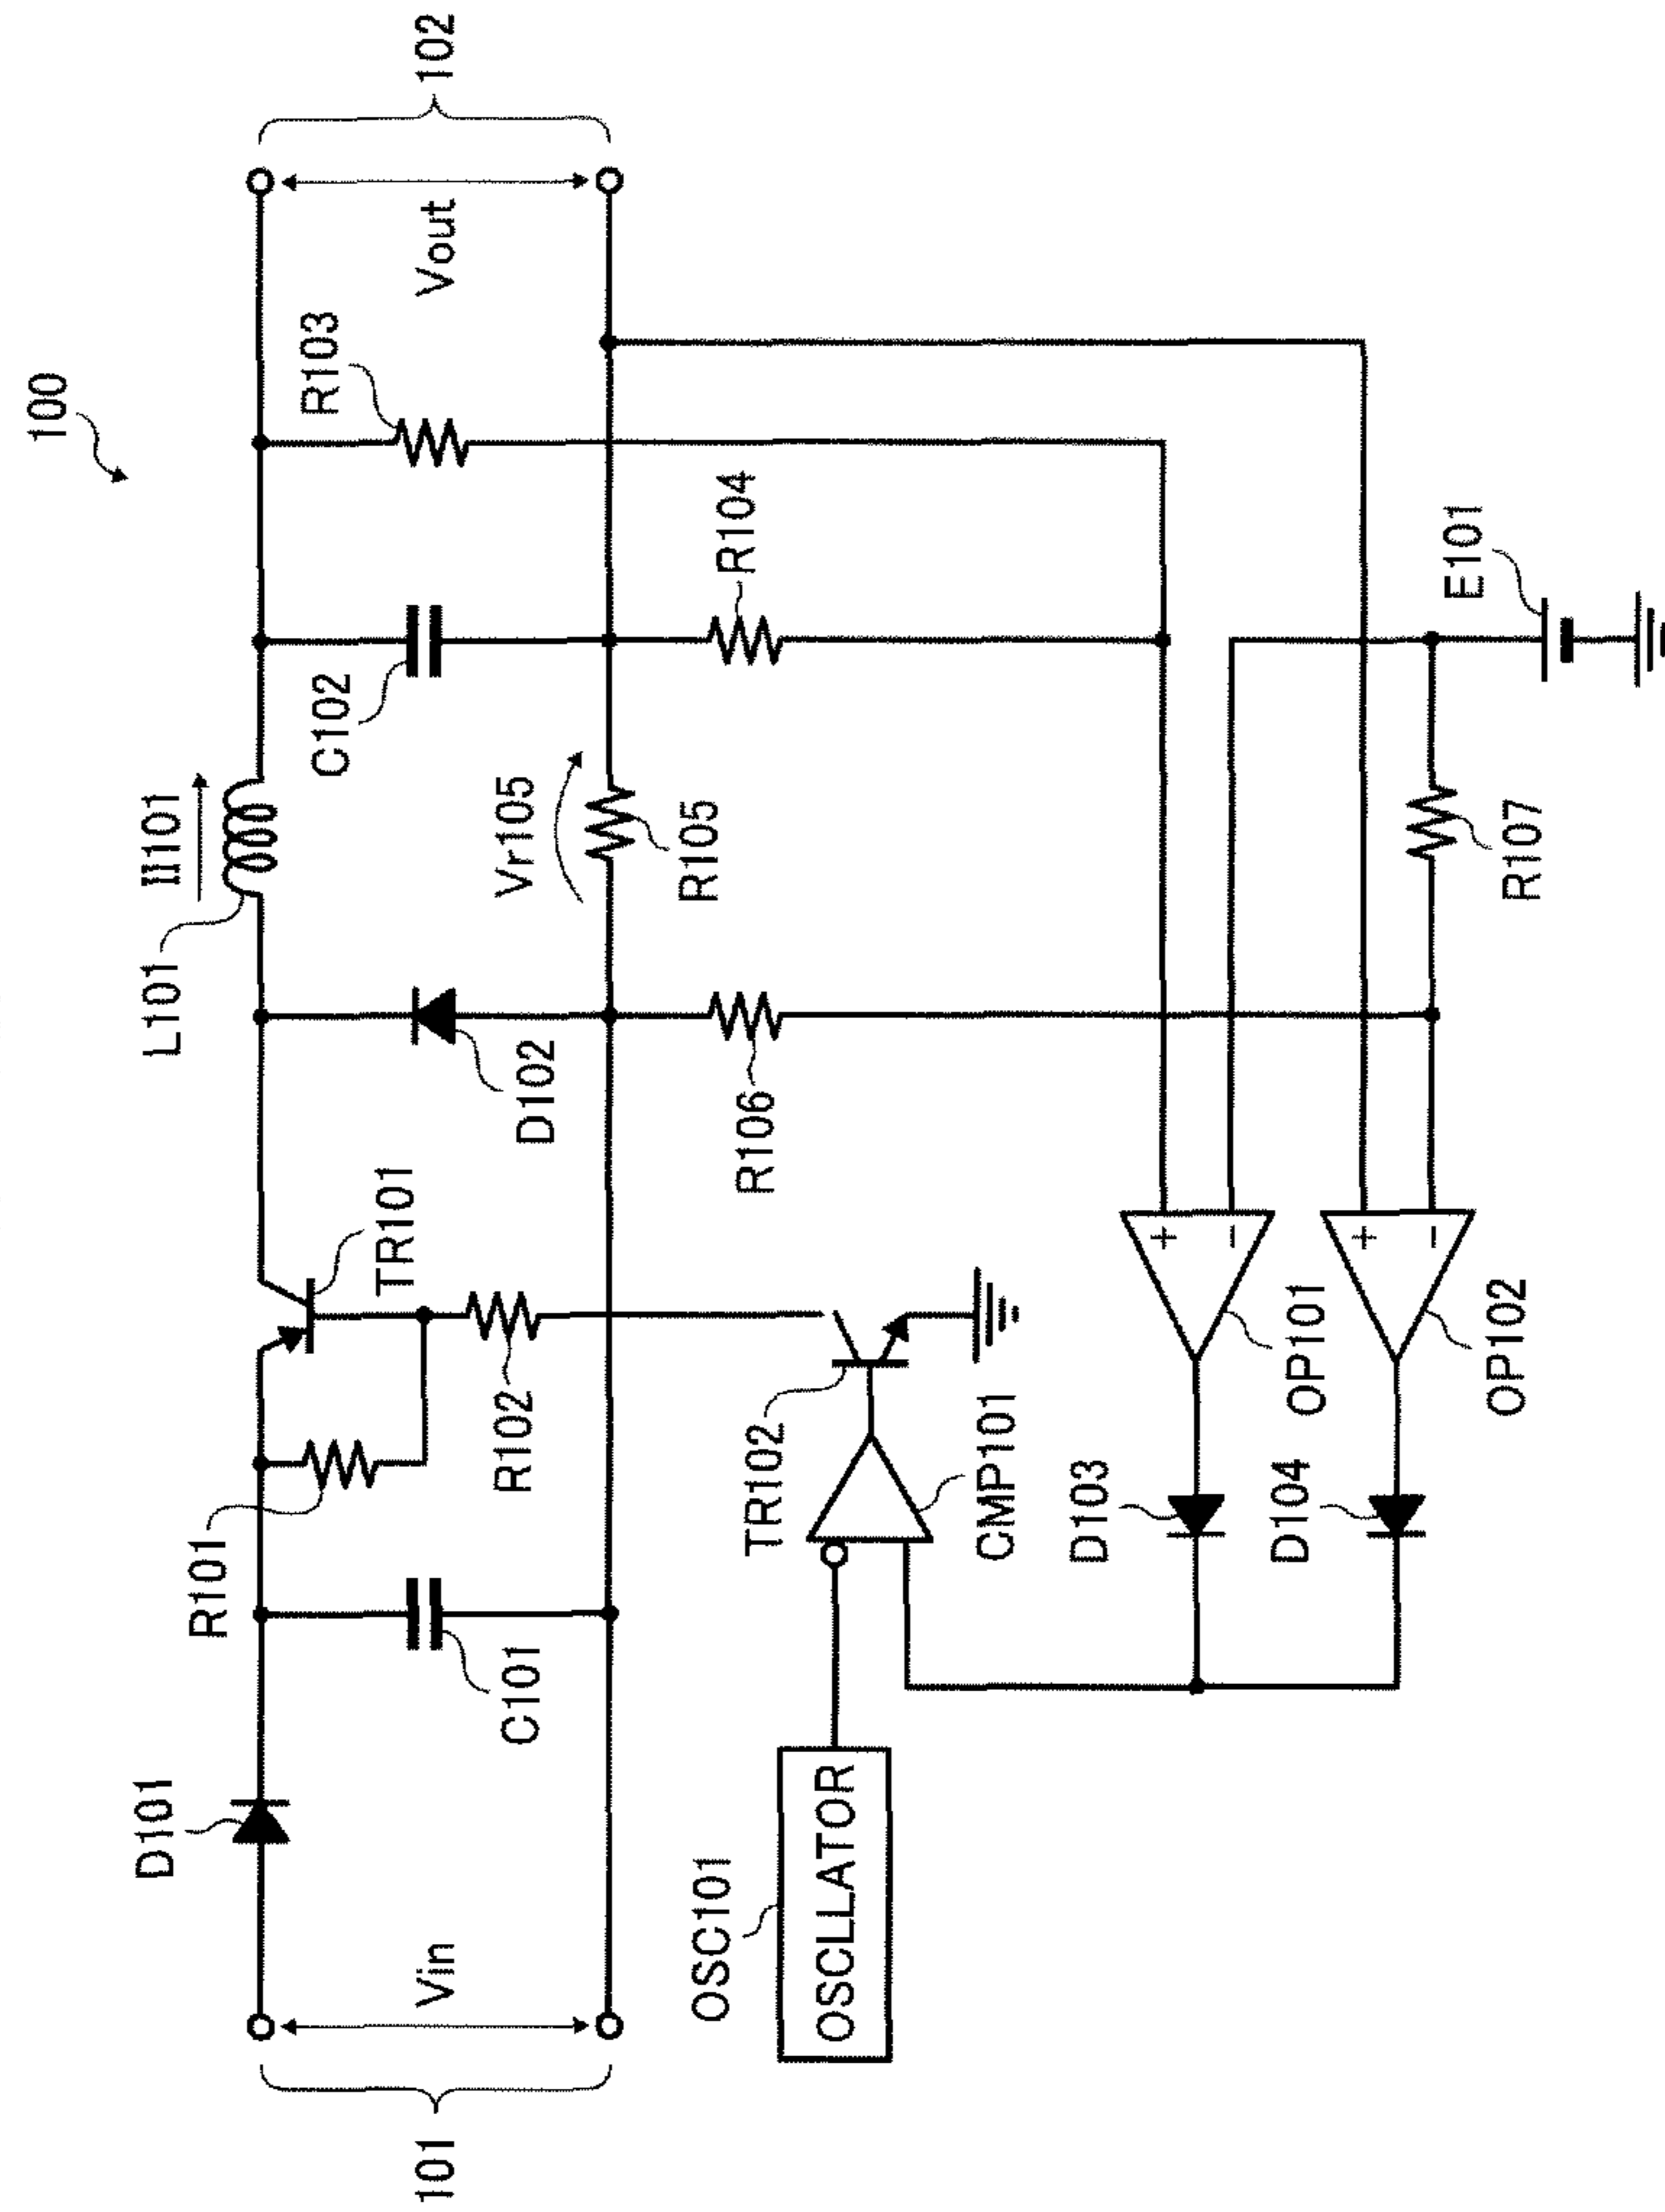 100
D101
L101
Il101
R101
TR101
C102
R103
101
Vin
Vout
102
C101
R102
D102
Vr105
OSC101
R105
TR102
R106
R104
OSCLLATOR
CMP101
D103
+
-
D104
OP101
+
-
E101
OP102
R107